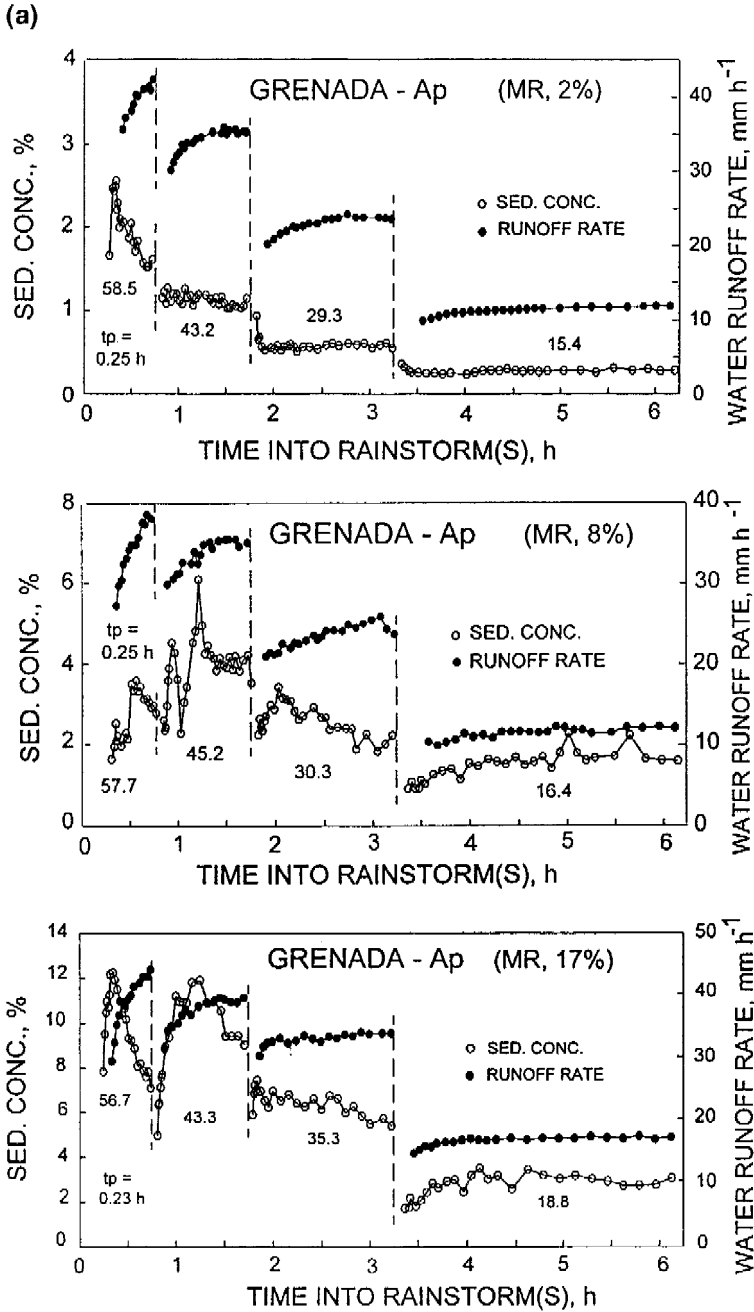 (a)
GRENADA - Ap (MR, 2%)
SED. CONC., %
WATER RUNOFF RATE, mm h⁻¹
4
3
2
1
0
40
30
20
10
0
SED. CONC.
RUNOFF RATE
58.5
43.2
29.3
15.4
tp =
0.25 h
0 1 2 3 4 5 6
TIME INTO RAINSTORM(S), h
GRENADA - Ap (MR, 8%)
SED. CONC., %
WATER RUNOFF RATE, mm h⁻¹
8
6
4
2
0
40
30
20
10
0
tp =
0.25 h
SED. CONC.
RUNOFF RATE
57.7
45.2
30.3
16.4
0 1 2 3 4 5 6
TIME INTO RAINSTORM(S), h
GRENADA - Ap (MR, 17%)
SED. CONC., %
WATER RUNOFF RATE, mm h⁻¹
14
12
10
8
6
4
2
0
50
40
30
20
10
0
SED. CONC.
RUNOFF RATE
56.7
43.3
35.3
18.8
tp =
0.23 h
0 1 2 3 4 5 6
TIME INTO RAINSTORM(S), h